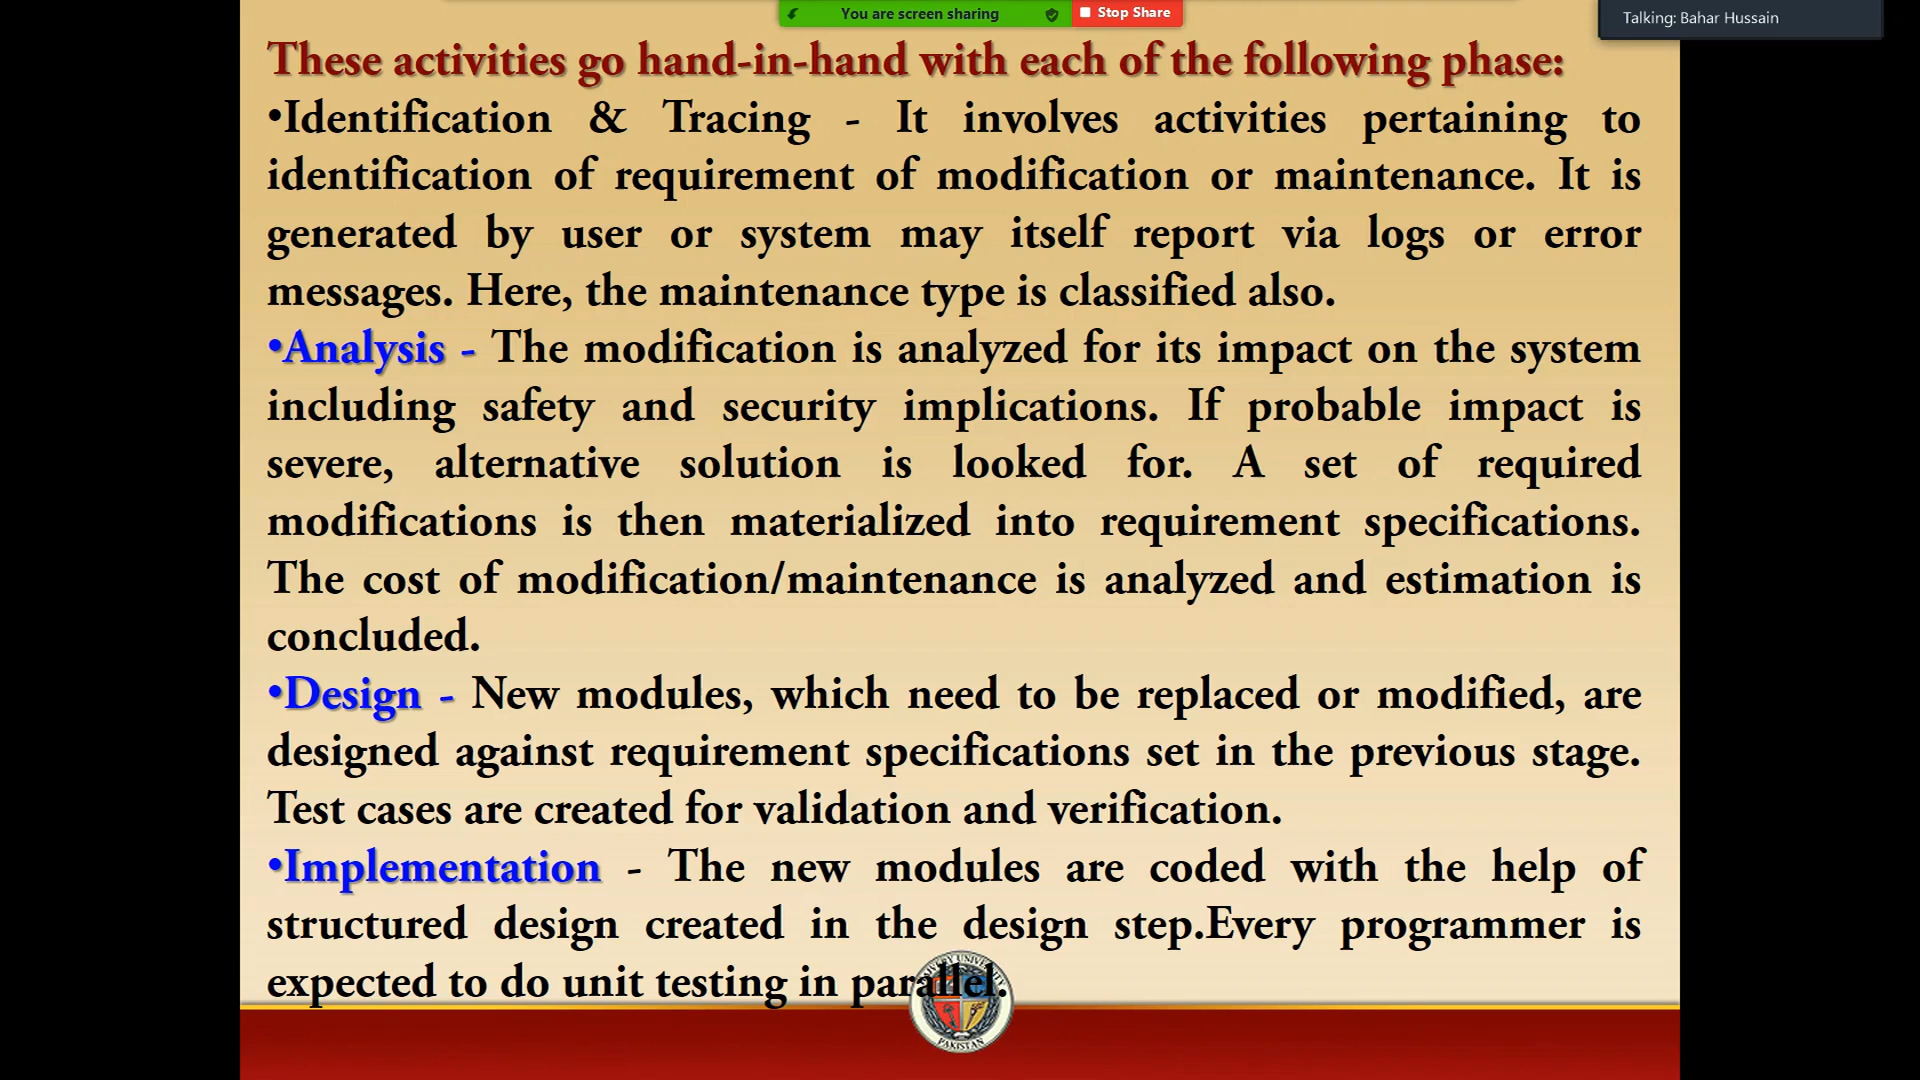 You are screen sharing
Stop Share
Talking: Bahar Hussain
These activities go hand-in-hand with each of the following phase:
•Identification & Tracing - It involves activities pertaining to
identification of requirement of modification or maintenance. It is
generated by user or system may itself report via logs or error
messages. Here, the maintenance type is classified also.
•Analysis - The modification is analyzed for its impact on the system
including safety and security implications. If probable impact is
severe, alternative solution is looked for. A set of required
modifications is then materialized into requirement specifications.
The cost of modification/maintenance is analyzed and estimation is
concluded.
•Design - New modules, which need to be replaced or modified, are
designed against requirement specifications set in the previous stage.
Test cases are created for validation and verification.
•Implementation - The new modules are coded with the help of
structured design created in the design step.Every programmer is
expected to do unit testing in parallel.
UNIVERSITY
PAKISTAN